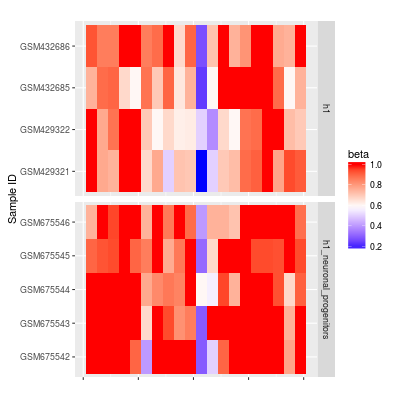 GSM432686
GSM432685
GSM429322
GSM429321
h1
Sample ID
GSM675546
GSM675545
GSM675544
GSM675543
GSM675542
h1_neuronal_progenitors
beta
1.0
0.8
0.6
0.4
0.2